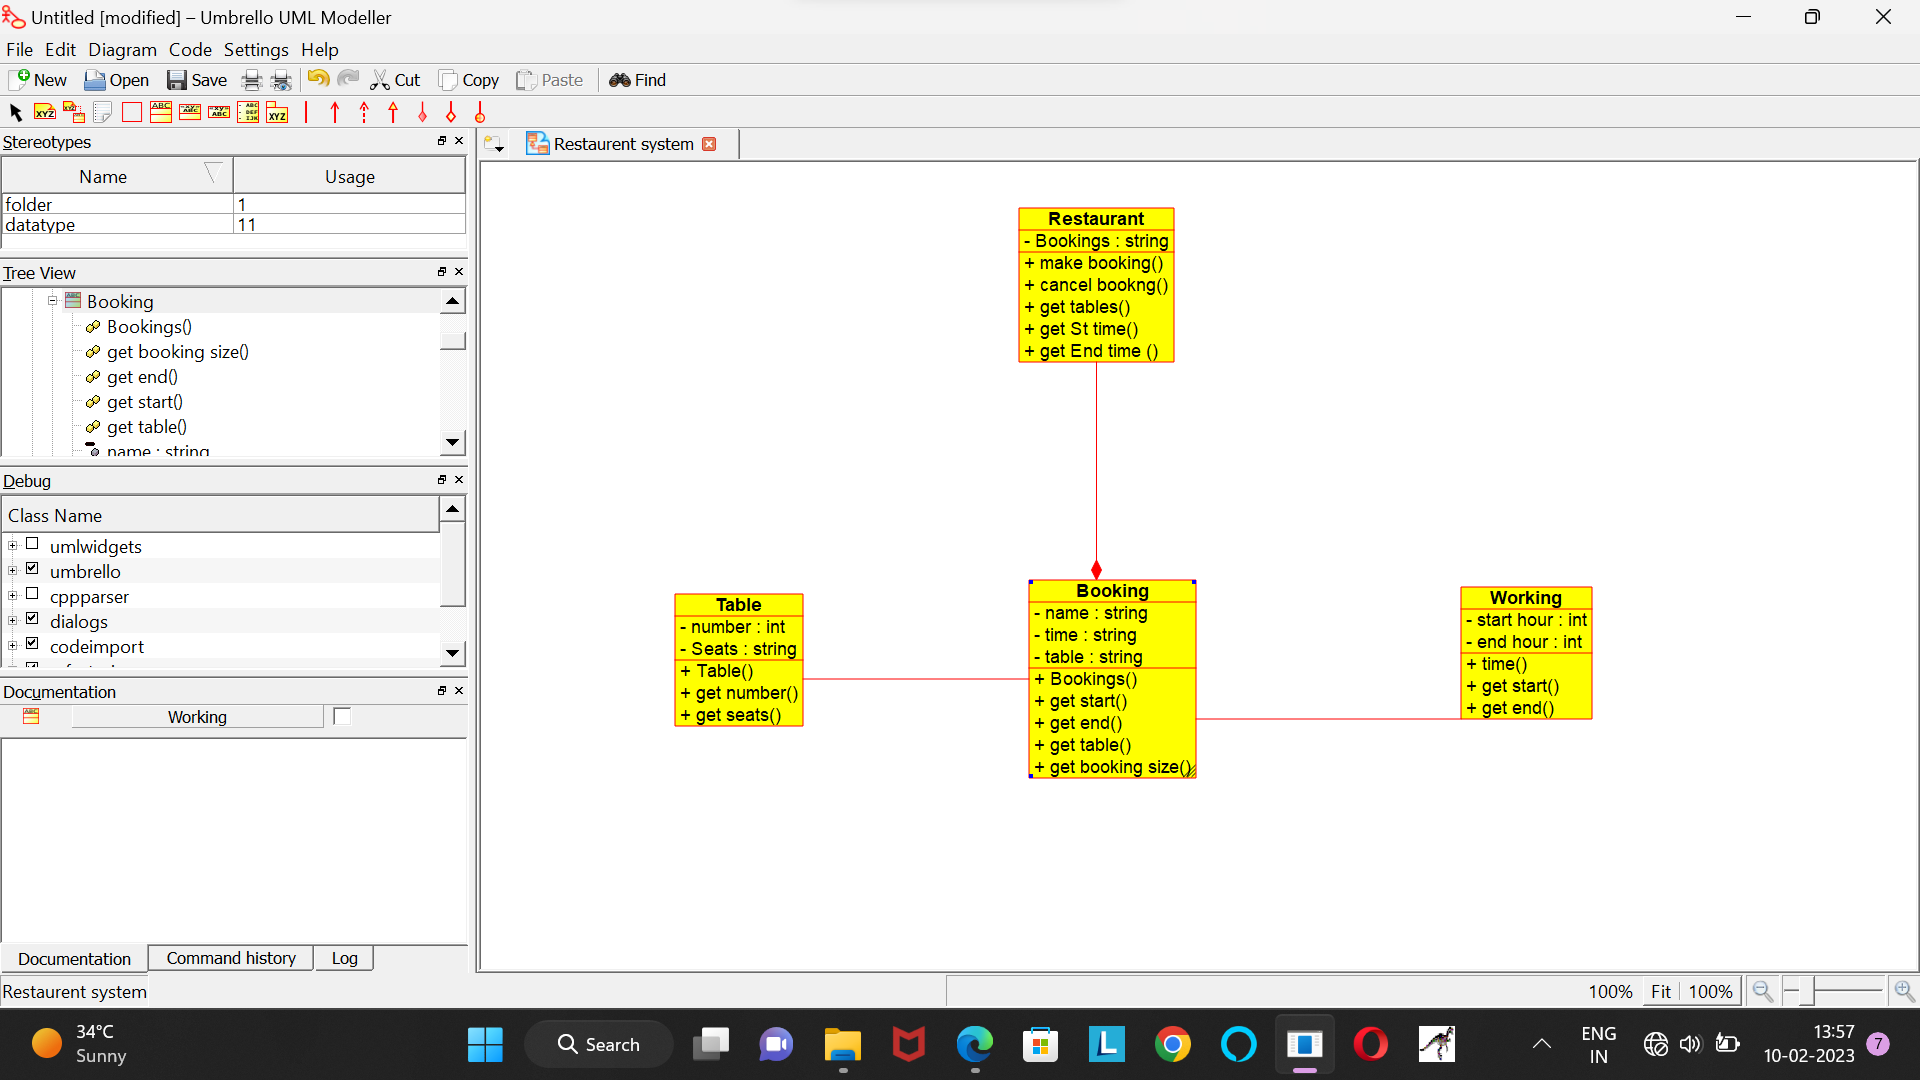 Untitled [modified] – Umbrello UML Modeller
File Edit Diagram Code Settings Help
New Open Save Cut Copy Paste Find
Stereotypes
Name Usage
folder 1
datatype 11
Tree View
Booking
Bookings()
get booking size()
get end()
get start()
get table()
name : string
Debug
Class Name
umlwidgets
umbrello
cppparser
dialogs
codeimport
Documentation
Working
Documentation Command history Log
Restaurent system
Restaurent system
Restaurant
- Bookings : string
+ make booking()
+ cancel bookng()
+ get tables()
+ get St time()
+ get End time ()
Table
- number : int
- Seats : string
+ Table()
+ get number()
+ get seats()
Booking
- name : string
- time : string
- table : string
+ Bookings()
+ get start()
+ get end()
+ get table()
+ get booking size()
Working
- start hour : int
- end hour : int
+ time()
+ get start()
+ get end()
100% Fit 100%
34°C
Sunny
Search
ENG
IN
13:57
10-02-2023
7